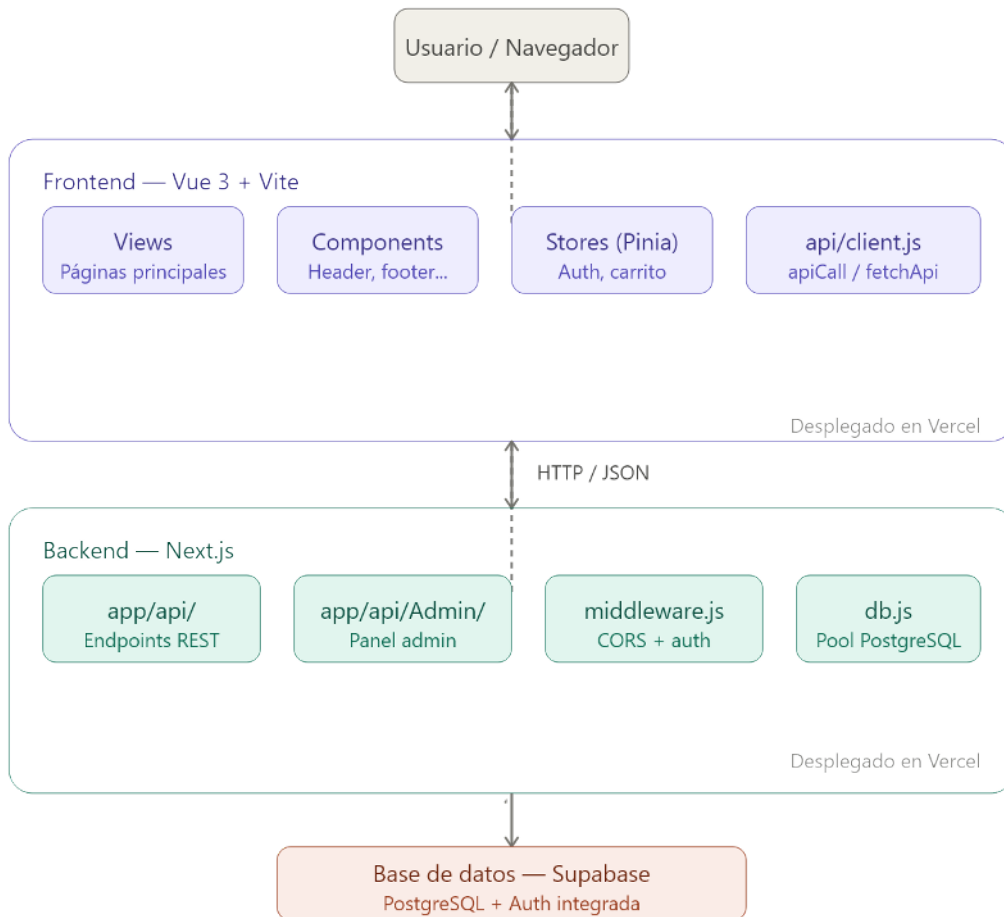 Usuario / Navegador
Frontend — Vue 3 + Vite
Views
Páginas principales
Components
Header, footer...
Stores (Pinia)
Auth, carrito
api/client.js
apiCall / fetchApi
Desplegado en Vercel
HTTP / JSON
Backend — Next.js
app/api/
Endpoints REST
app/api/Admin/
Panel admin
middleware.js
CORS + auth
db.js
Pool PostgreSQL
Desplegado en Vercel
Base de datos — Supabase
PostgreSQL + Auth integrada